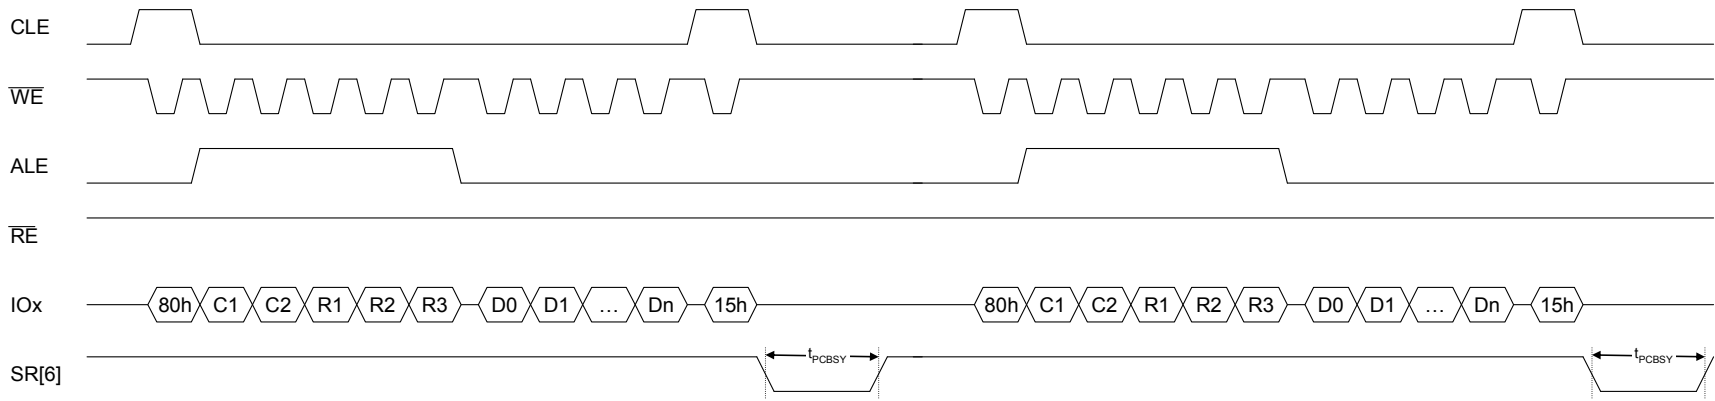 CLE
WE
ALE
RE
IOx 80h C1 C2 R1 R2 R3 D0 D1 … Dn 15h 80h C1 C2 R1 R2 R3 D0 D1 … Dn 15h
SR[6] tPCBSY tPCBSY